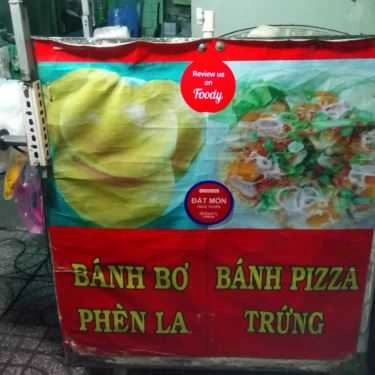 Review us
on
Foody
ĐẶT MÓN
BÁNH BƠ
PHÈN LA
BÁNH PIZZA
TRỨNG